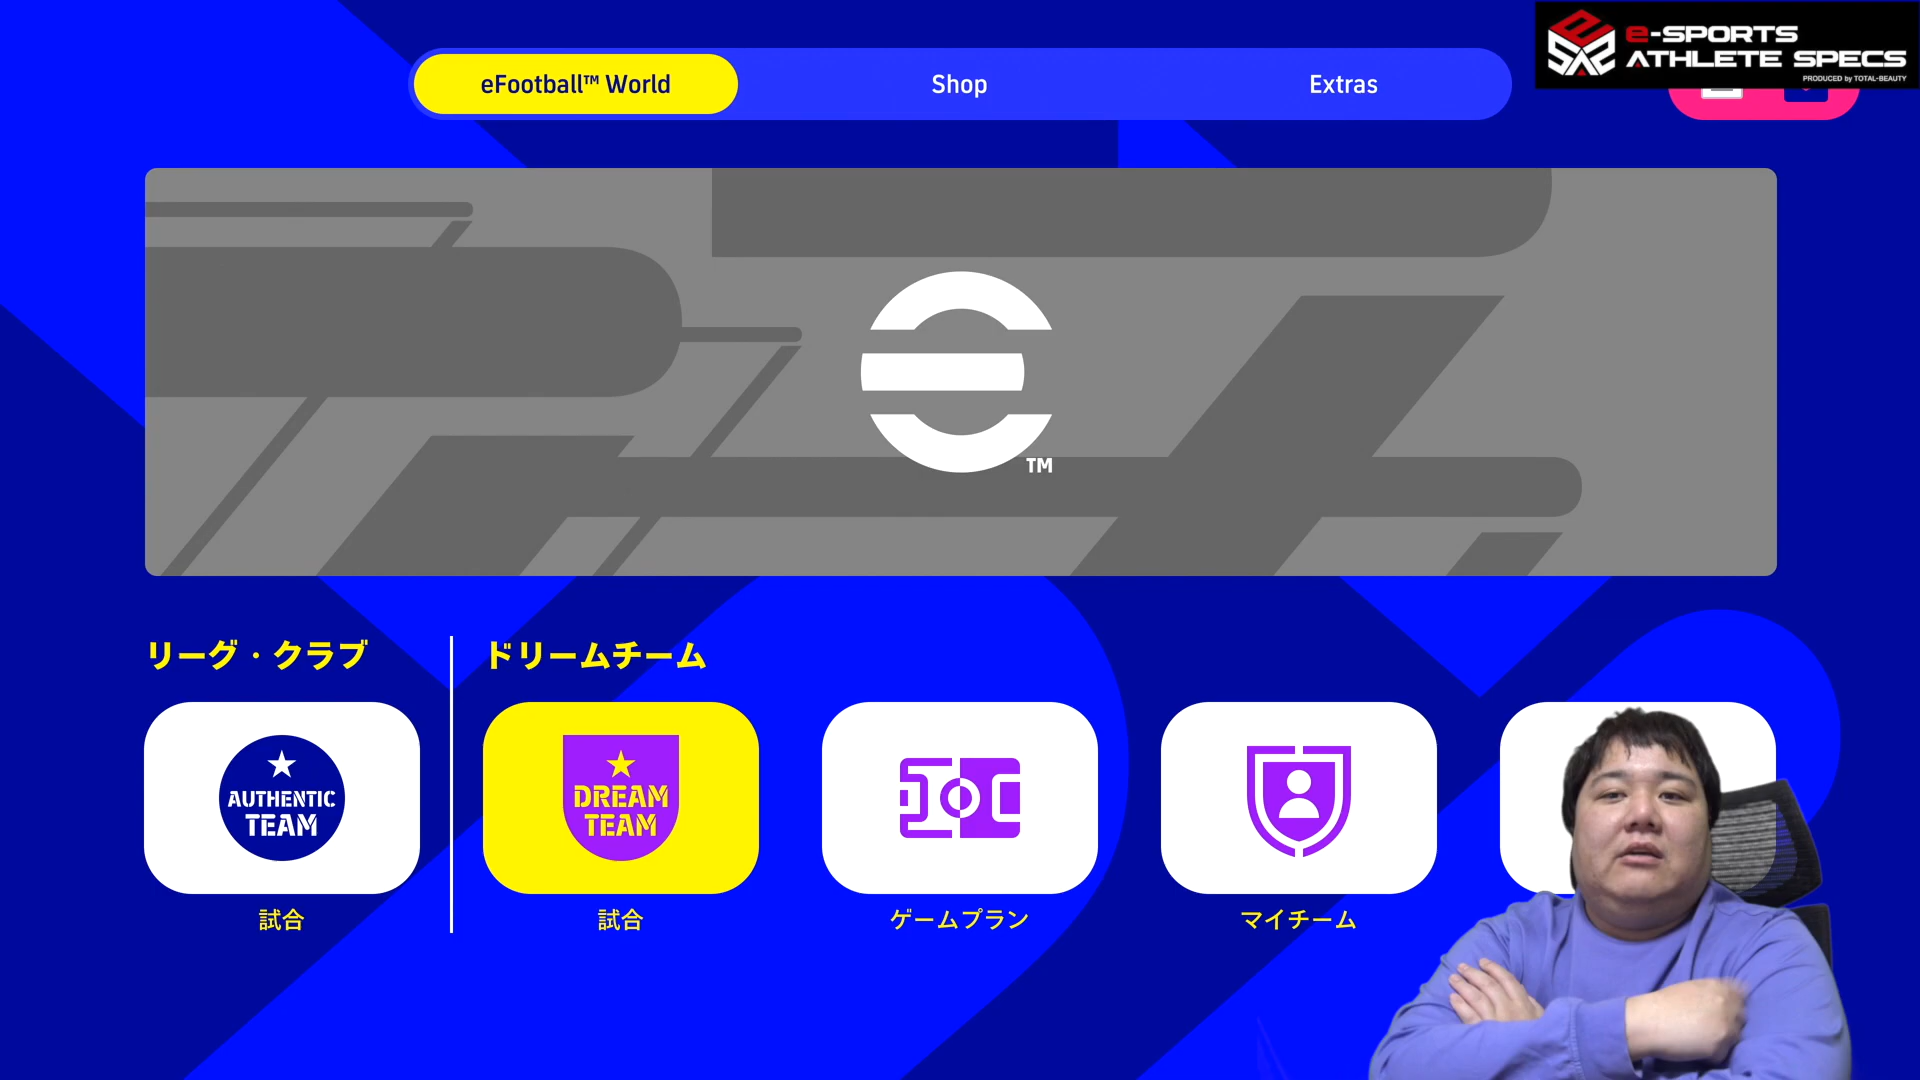 eFootball™ World
Shop
Extras
e-SPORTS
ATHLETE SPECS
PRODUCED by TOTAL-BEAUTY
TM
リーグ・クラブ
ドリームチーム
AUTHENTIC
TEAM
DREAM
TEAM
試合
試合
ゲームプラン
マイチーム